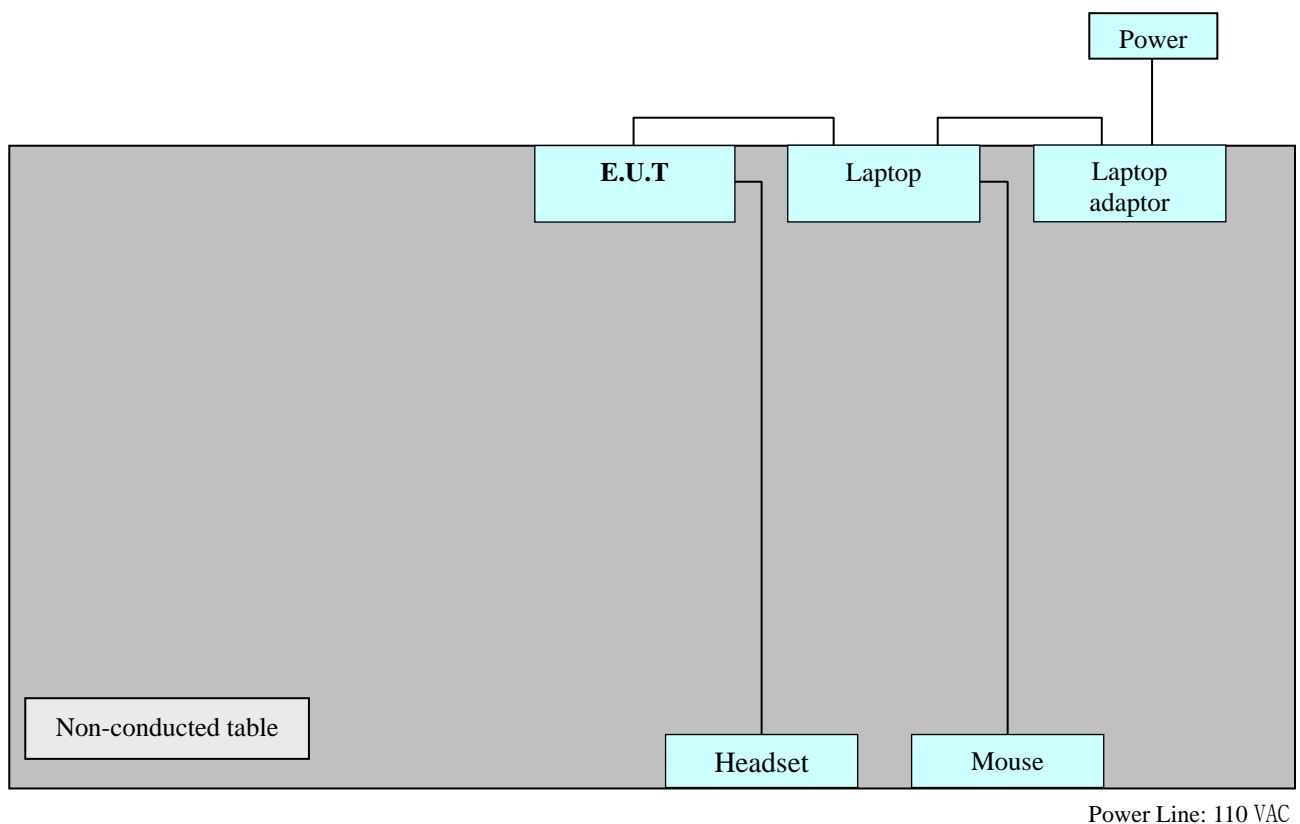 Power
E.U.T
Laptop
Laptop
adaptor
Non-conducted table
Headset
Mouse
Power Line: 110 VAC